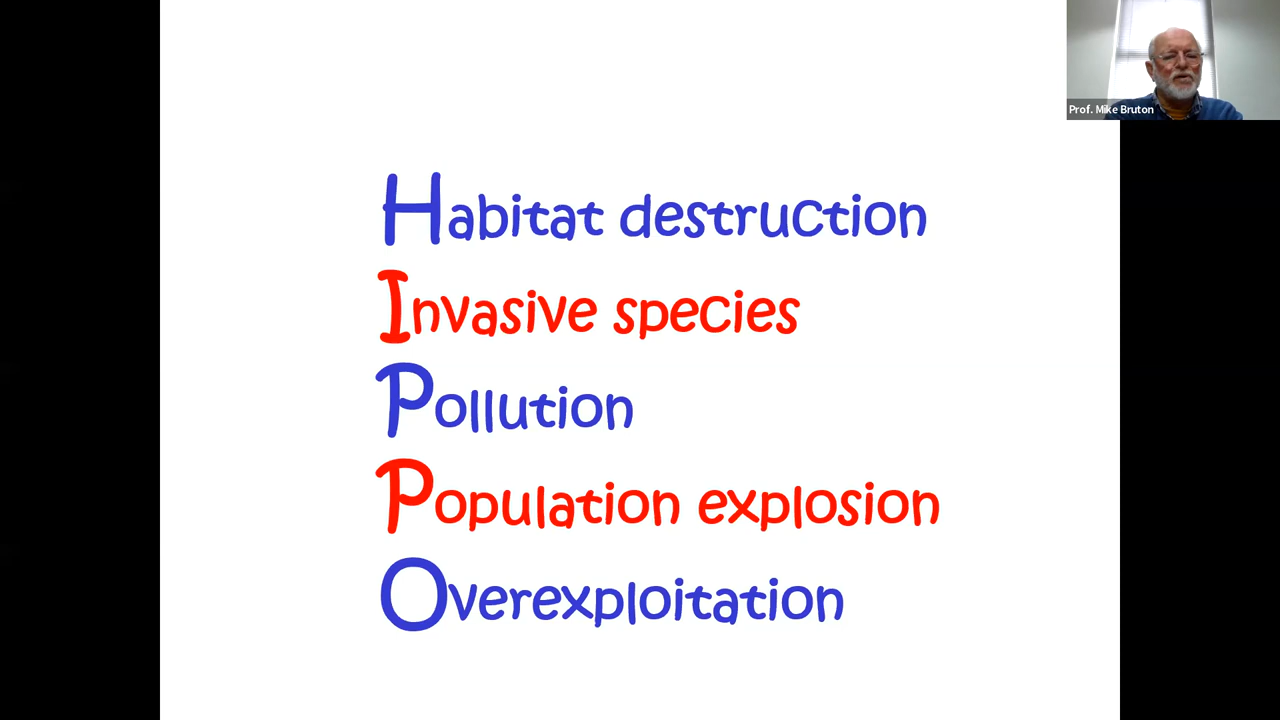 Prof. Mike Bruton
Habitat destruction
Invasive species
Pollution
Population explosion
Overexploitation